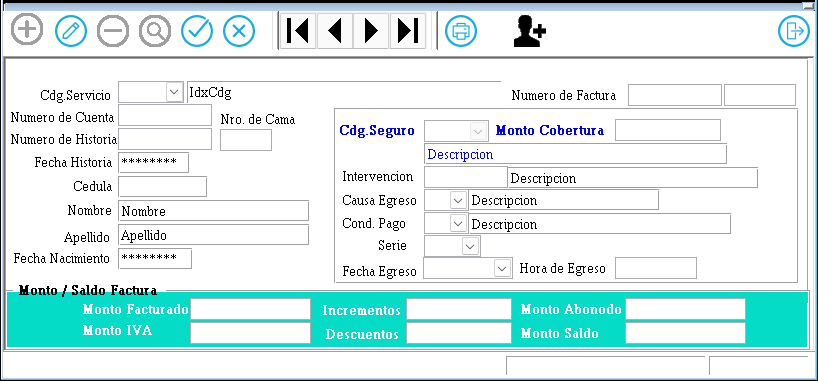 Cdg.Servicio IdxCdg Numero de Factura
Numero de Cuenta Nro. de Cama
Numero de Historia
Fecha Historia ********
Cedula
Nombre Nombre
Apellido Apellido
Fecha Nacimiento ********
Cdg.Seguro Monto Cobertura
Descripcion
Intervencion Descripcion
Causa Egreso Descripcion
Cond. Pago Descripcion
Serie
Fecha Egreso Hora de Egreso
Monto / Saldo Factura
Monto Facturado Incrementos Monto Abonodo
Monto IVA Descuentos Monto Saldo